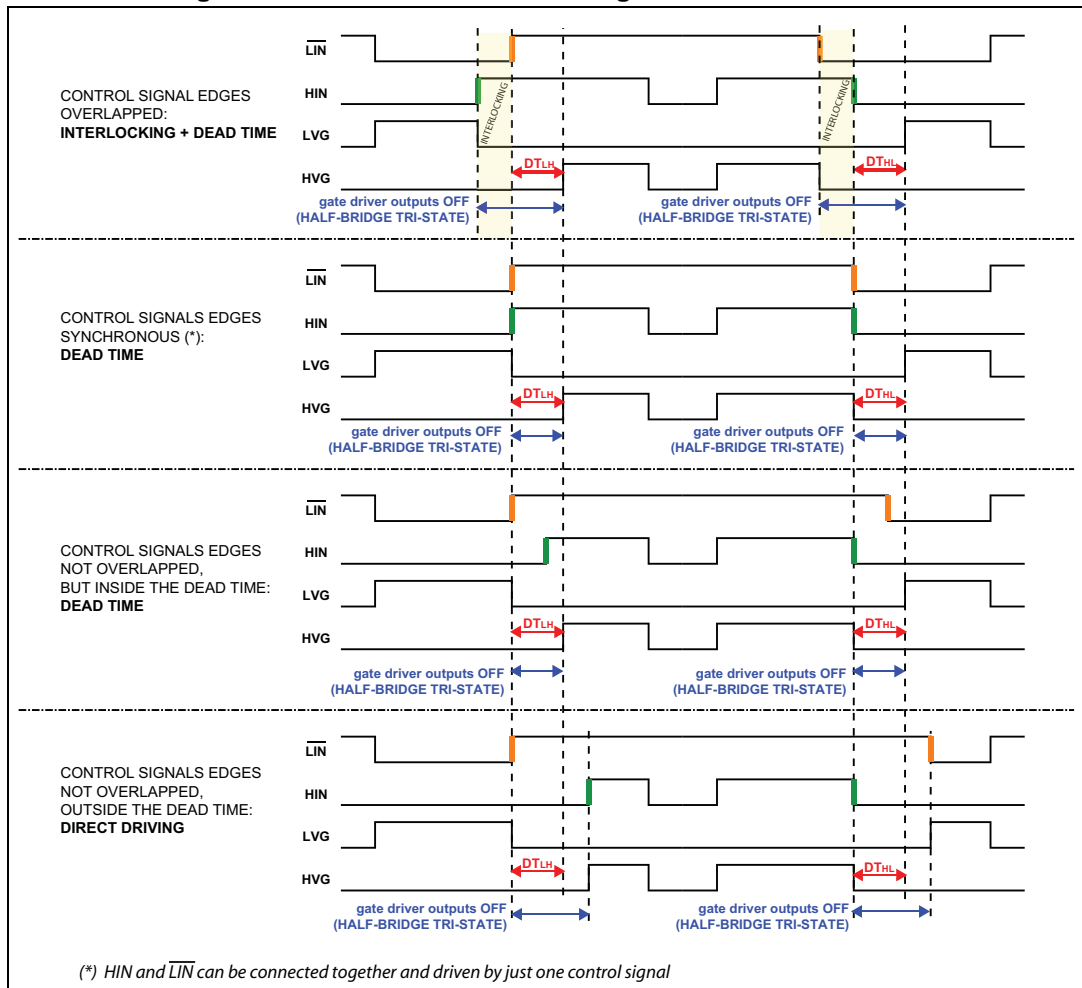 LIN
HIN
LVG
HVG
CONTROL SIGNAL EDGES
OVERLAPPED:
INTERLOCKING + DEAD TIME
INTERLOCKING
INTERLOCKING
DTLH
DTHL
gate driver outputs OFF
(HALF-BRIDGE TRI-STATE)
gate driver outputs OFF
(HALF-BRIDGE TRI-STATE)
LIN
HIN
LVG
HVG
CONTROL SIGNALS EDGES
SYNCHRONOUS (*):
DEAD TIME
DTLH
DTHL
gate driver outputs OFF
(HALF-BRIDGE TRI-STATE)
gate driver outputs OFF
(HALF-BRIDGE TRI-STATE)
LIN
HIN
LVG
HVG
CONTROL SIGNALS EDGES
NOT OVERLAPPED,
BUT INSIDE THE DEAD TIME:
DEAD TIME
DTLH
DTHL
gate driver outputs OFF
(HALF-BRIDGE TRI-STATE)
gate driver outputs OFF
(HALF-BRIDGE TRI-STATE)
LIN
HIN
LVG
HVG
CONTROL SIGNALS EDGES
NOT OVERLAPPED,
OUTSIDE THE DEAD TIME:
DIRECT DRIVING
DTLH
DTHL
gate driver outputs OFF
(HALF-BRIDGE TRI-STATE)
gate driver outputs OFF
(HALF-BRIDGE TRI-STATE)
(*) HIN and LIN can be connected together and driven by just one control signal